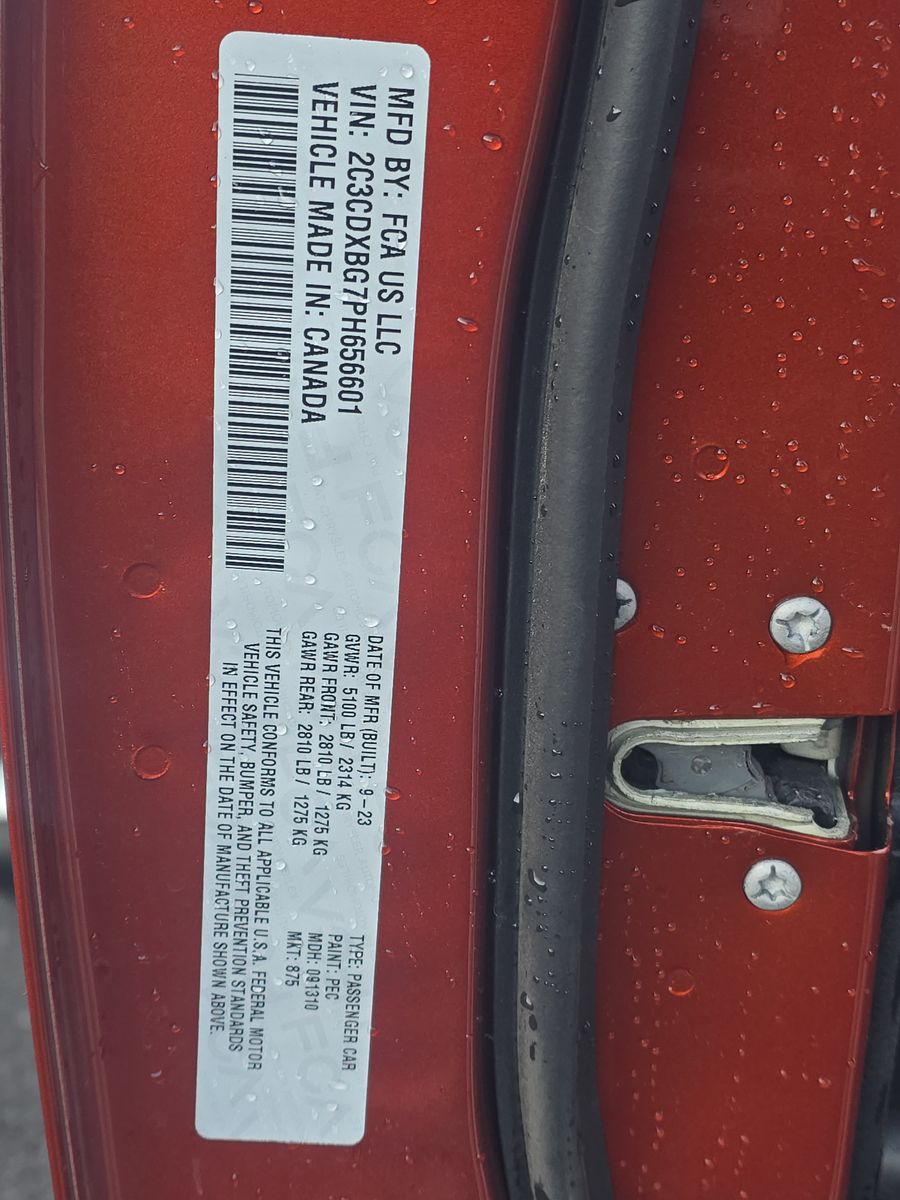 MFD BY: FCA US LLC
VIN: 2C3CDXBG7PH656601
VEHICLE MADE IN: CANADA
DATE OF MFR (BUILT): 9-23
GVWR: 5100 LB / 2314 KG
GAWR FRONT: 2810 LB / 1275 KG
GAWR REAR: 2810 LB / 1275 KG
TYPE: PASSENGER CAR
PAINT: PEC
MDH: 091310
MKT: 875
THIS VEHICLE CONFORMS TO ALL APPLICABLE U.S.A. FEDERAL MOTOR
VEHICLE SAFETY, BUMPER, AND THEFT PREVENTION STANDARDS
IN EFFECT ON THE DATE OF MANUFACTURE SHOWN ABOVE.